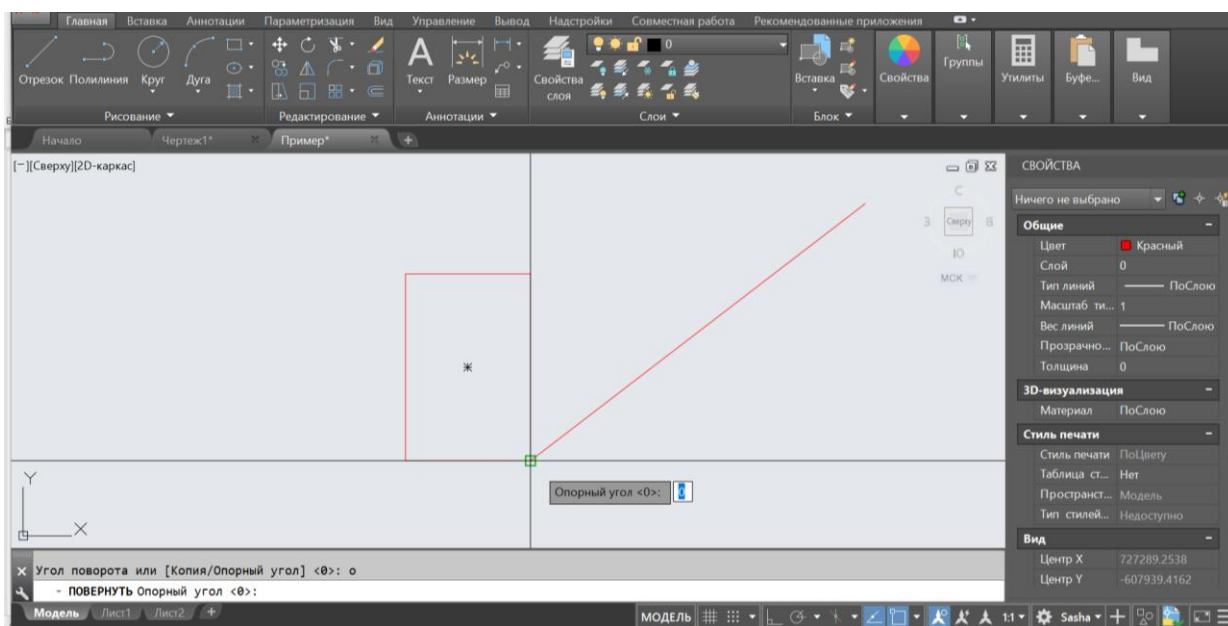 Главная Вставка Аннотации Параметризация Вид Управление Вывод Надстройки Совместная работа Рекомендованные приложения
0
Отрезок Полилиния Круг Дуга Текст Размер Свойства слоя Вставка Свойства Группы Утилиты Буфе... Вид
Рисование Редактирование Аннотации Слои Блок
Начало Чертеж1* Пример*
[−][Сверху][2D-каркас]
С
З Сверху В
Ю
МСК
Y
X
Опорный угол <0>: 0
СВОЙСТВА
Ничего не выбрано
Общие
Цвет Красный
Слой 0
Тип линий ПоСлою
Масштаб ти... 1
Вес линий ПоСлою
Прозрачно... ПоСлою
Толщина 0
3D-визуализация
Материал ПоСлою
Стиль печати
Стиль печати ПоЦвету
Таблица ст... Нет
Пространст... Модель
Тип стилей... Недоступно
Вид
Центр X 727289.2538
Центр Y -607939.4162
Угол поворота или [Копия/Опорный угол] <0>: о
ПОВЕРНУТЬ Опорный угол <0>:
Модель Лист1 Лист2
МОДЕЛЬ 1:1 Sasha